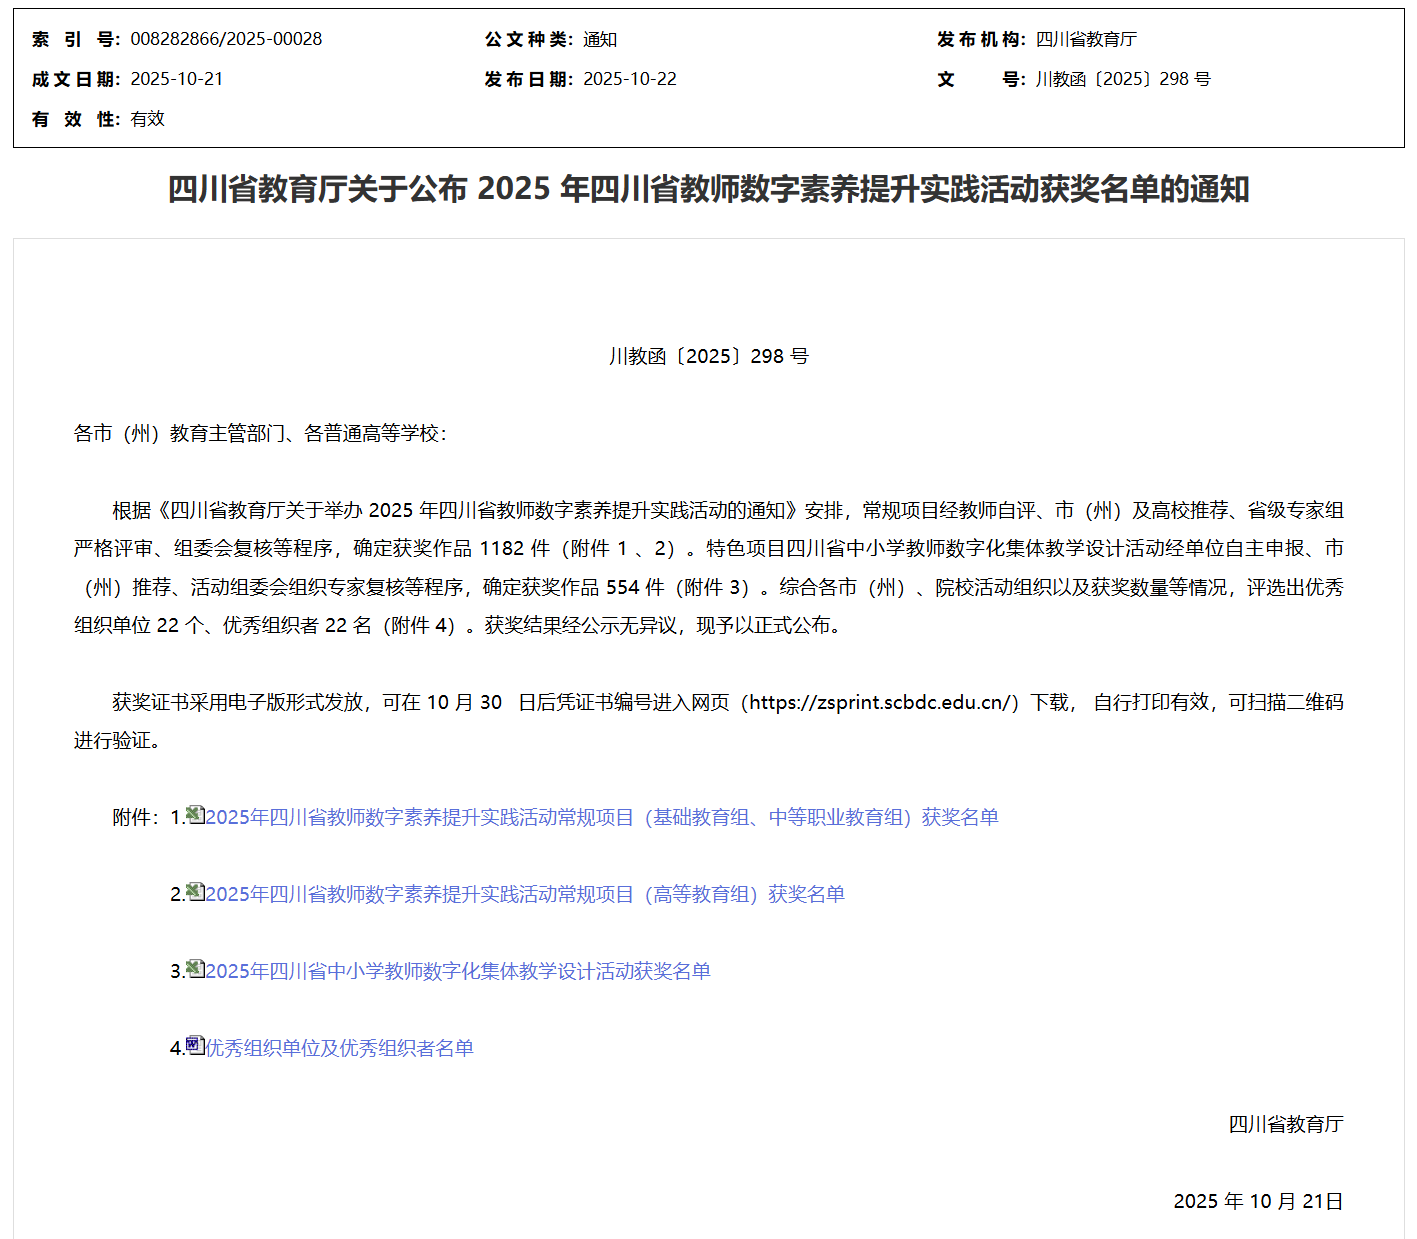 索 引 号: 008282866/2025-00028 公文种类: 通知 发布机构: 四川省教育厅
成文日期: 2025-10-21 发布日期: 2025-10-22 文 号: 川教函〔2025〕298 号
有 效 性: 有效
四川省教育厅关于公布 2025 年四川省教师数字素养提升实践活动获奖名单的通知
川教函〔2025〕298 号
各市（州）教育主管部门、各普通高等学校：
根据《四川省教育厅关于举办 2025 年四川省教师数字素养提升实践活动的通知》安排，常规项目经教师自评、市（州）及高校推荐、省级专家组
严格评审、组委会复核等程序，确定获奖作品 1182 件（附件 1 、2）。特色项目四川省中小学教师数字化集体教学设计活动经单位自主申报、市
（州）推荐、活动组委会组织专家复核等程序，确定获奖作品 554 件（附件 3）。综合各市（州）、院校活动组织以及获奖数量等情况，评选出优秀
组织单位 22 个、优秀组织者 22 名（附件 4）。获奖结果经公示无异议，现予以正式公布。
获奖证书采用电子版形式发放，可在 10 月 30 日后凭证书编号进入网页（https://zsprint.scbdc.edu.cn/）下载， 自行打印有效，可扫描二维码
进行验证。
附件：1.2025年四川省教师数字素养提升实践活动常规项目（基础教育组、中等职业教育组）获奖名单
2.2025年四川省教师数字素养提升实践活动常规项目（高等教育组）获奖名单
3.2025年四川省中小学教师数字化集体教学设计活动获奖名单
4.优秀组织单位及优秀组织者名单
四川省教育厅
2025 年 10 月 21日